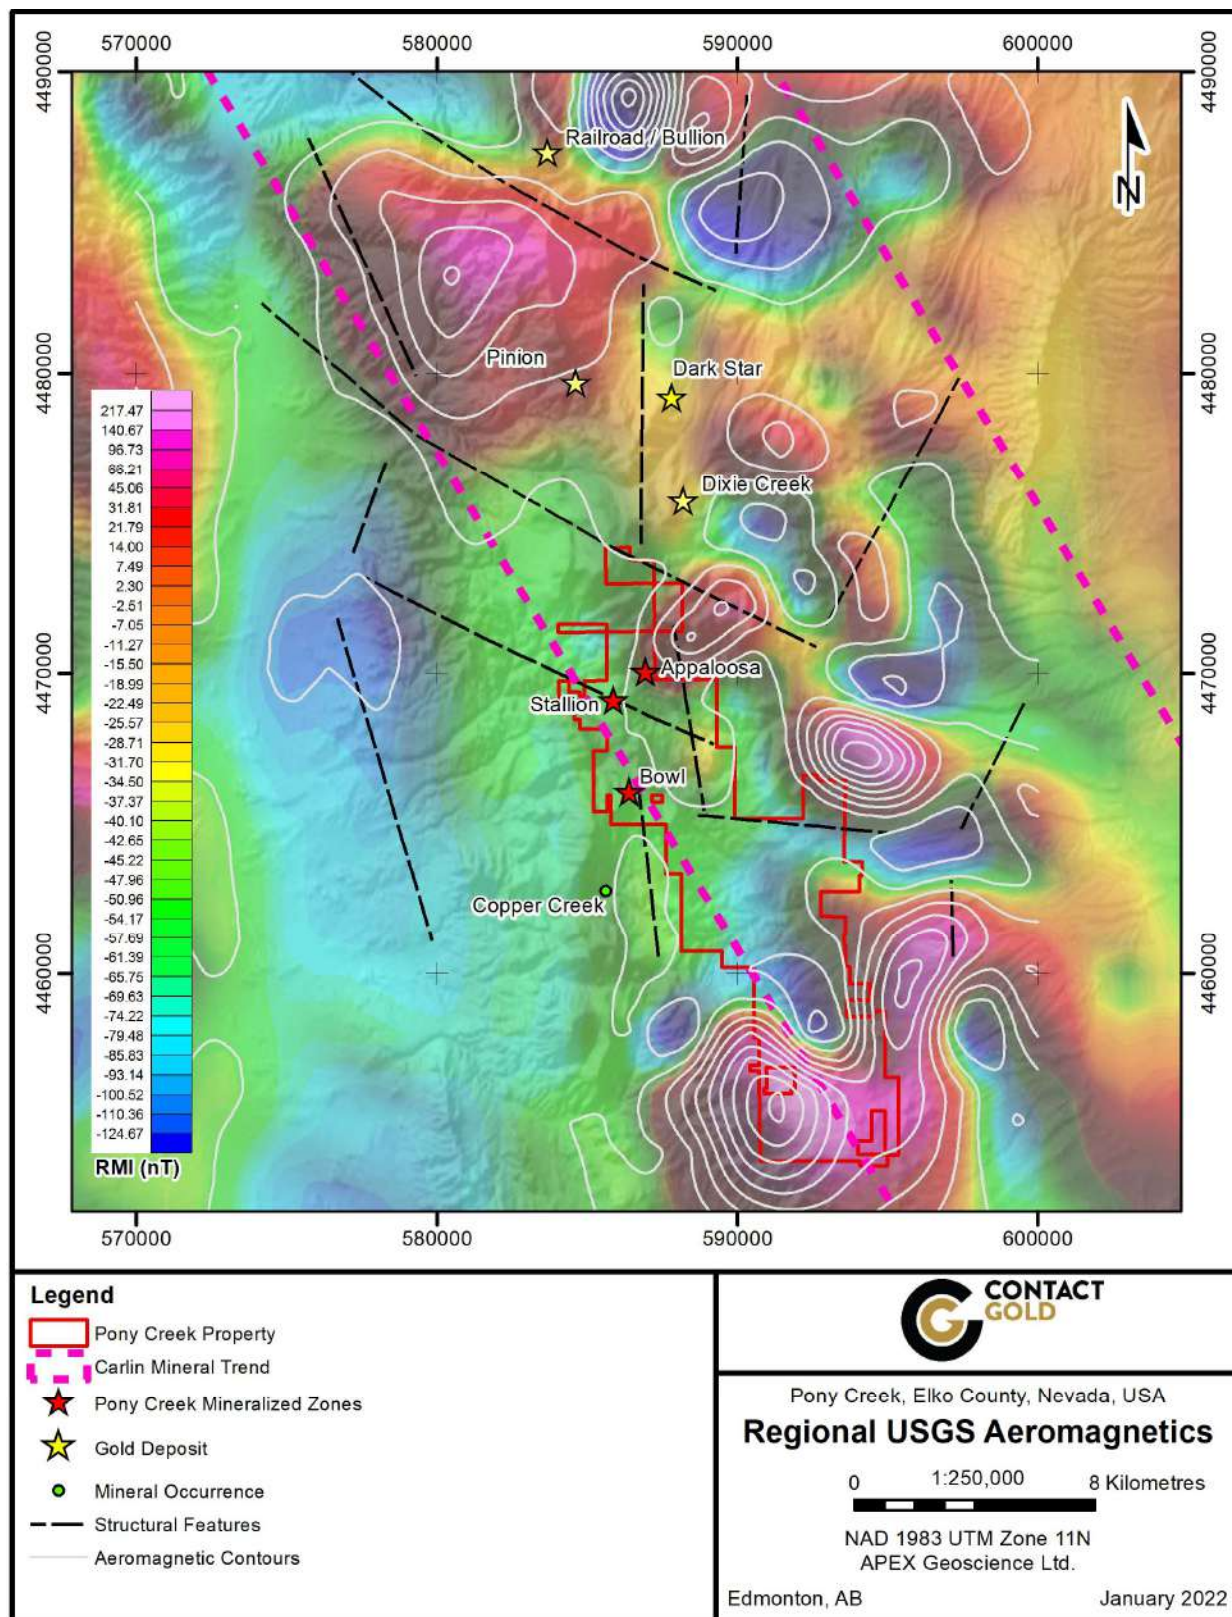 570000 580000 590000 600000
4490000 4490000
Railroad / Bullion
N
Pinion
Dark Star
4480000 4480000
Dixie Creek
217.47
140.67
96.73
66.21
45.06
31.81
21.79
14.00
7.49
2.30
-2.51
-7.05
-11.27
-15.50
-18.99
-22.49
-25.57
-28.71
-31.70
-34.50
-37.37
-40.10
-42.65
-45.22
-47.96
-50.96
-54.17
-57.69
-61.39
-65.75
-69.63
-74.22
-79.48
-85.83
-93.14
-100.52
-110.36
-124.67
RMI (nT)
4470000 4470000
Appaloosa
Stallion
Bowl
Copper Creek
4460000 4460000
570000 580000 590000 600000
Legend
Pony Creek Property
Carlin Mineral Trend
Pony Creek Mineralized Zones
Gold Deposit
Mineral Occurrence
Structural Features
Aeromagnetic Contours
CONTACT
GOLD
Pony Creek, Elko County, Nevada, USA
Regional USGS Aeromagnetics
0 1:250,000 8 Kilometres
NAD 1983 UTM Zone 11N
APEX Geoscience Ltd.
Edmonton, AB January 2022